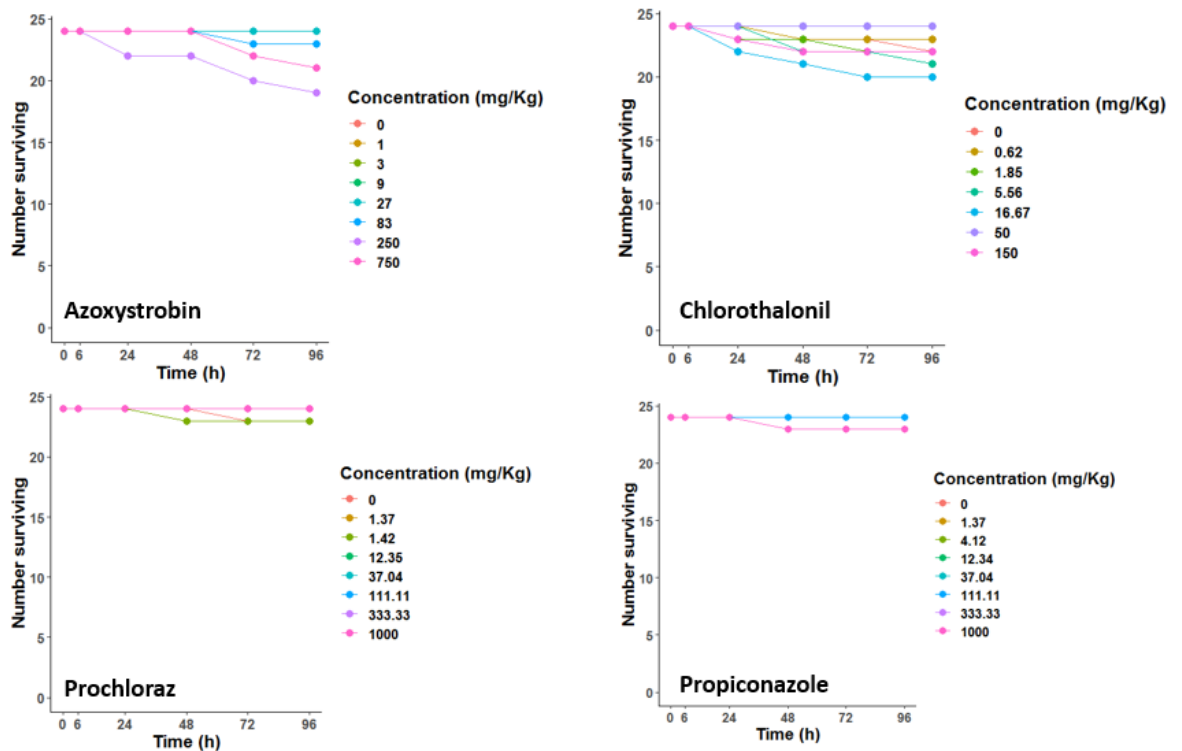 25
20
15
10
5
0
Number surviving
0 6 24 48 72 96
Time (h)
Azoxystrobin
Concentration (mg/Kg)
0
1
3
9
27
83
250
750
25
20
15
10
5
0
Number surviving
0 6 24 48 72 96
Time (h)
Chlorothalonil
Concentration (mg/Kg)
0
0.62
1.85
5.56
16.67
50
150
25
20
15
10
5
0
Number surviving
0 6 24 48 72 96
Time (h)
Prochloraz
Concentration (mg/Kg)
0
1.37
1.42
12.35
37.04
111.11
333.33
1000
25
20
15
10
5
0
Number surviving
0 6 24 48 72 96
Time (h)
Propiconazole
Concentration (mg/Kg)
0
1.37
4.12
12.34
37.04
111.11
333.33
1000